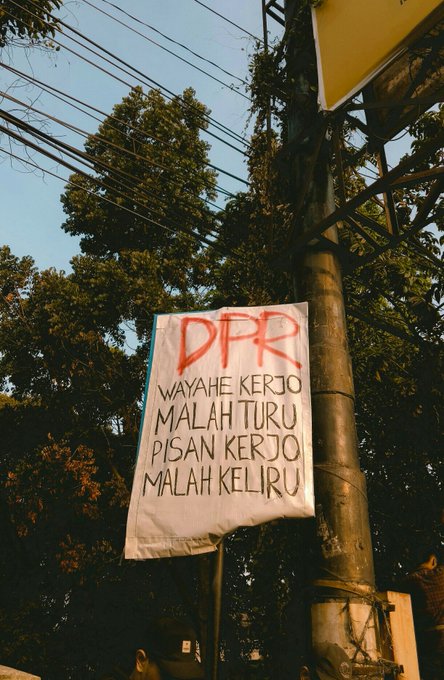 DPR
WAYAHE KERJO
MALAH TURU
PISAN KERJO
MALAH KELIRU